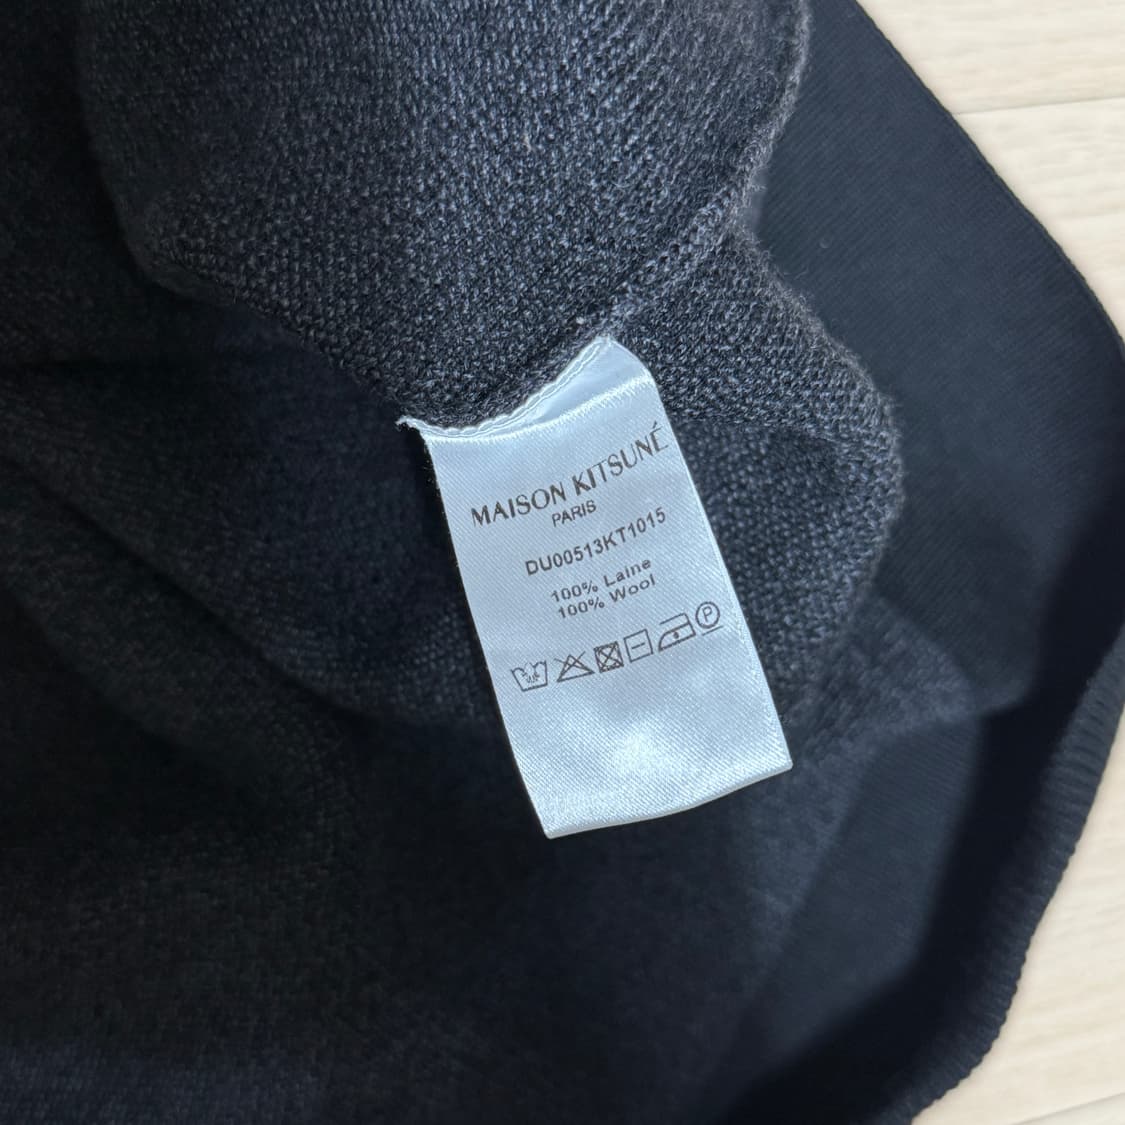 MAISON KITSUNÉ
PARIS
DU00513KT1015
100% Laine
100% Wool
P